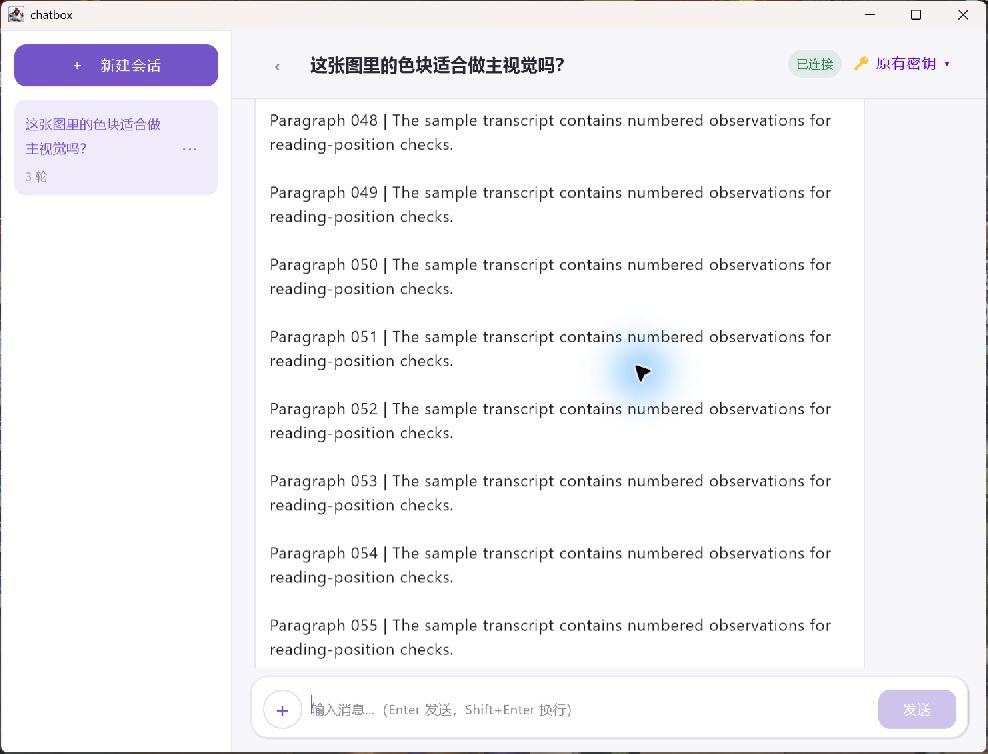 chatbox
+ 新建会话
这张图里的色块适合做
主视觉吗?
...
3 轮
‹ 这张图里的色块适合做主视觉吗?
已连接
原有密钥
Paragraph 048 | The sample transcript contains numbered observations for
reading-position checks.
Paragraph 049 | The sample transcript contains numbered observations for
reading-position checks.
Paragraph 050 | The sample transcript contains numbered observations for
reading-position checks.
Paragraph 051 | The sample transcript contains numbered observations for
reading-position checks.
Paragraph 052 | The sample transcript contains numbered observations for
reading-position checks.
Paragraph 053 | The sample transcript contains numbered observations for
reading-position checks.
Paragraph 054 | The sample transcript contains numbered observations for
reading-position checks.
Paragraph 055 | The sample transcript contains numbered observations for
reading-position checks.
+
输入消息... (Enter 发送, Shift+Enter 换行)
发送